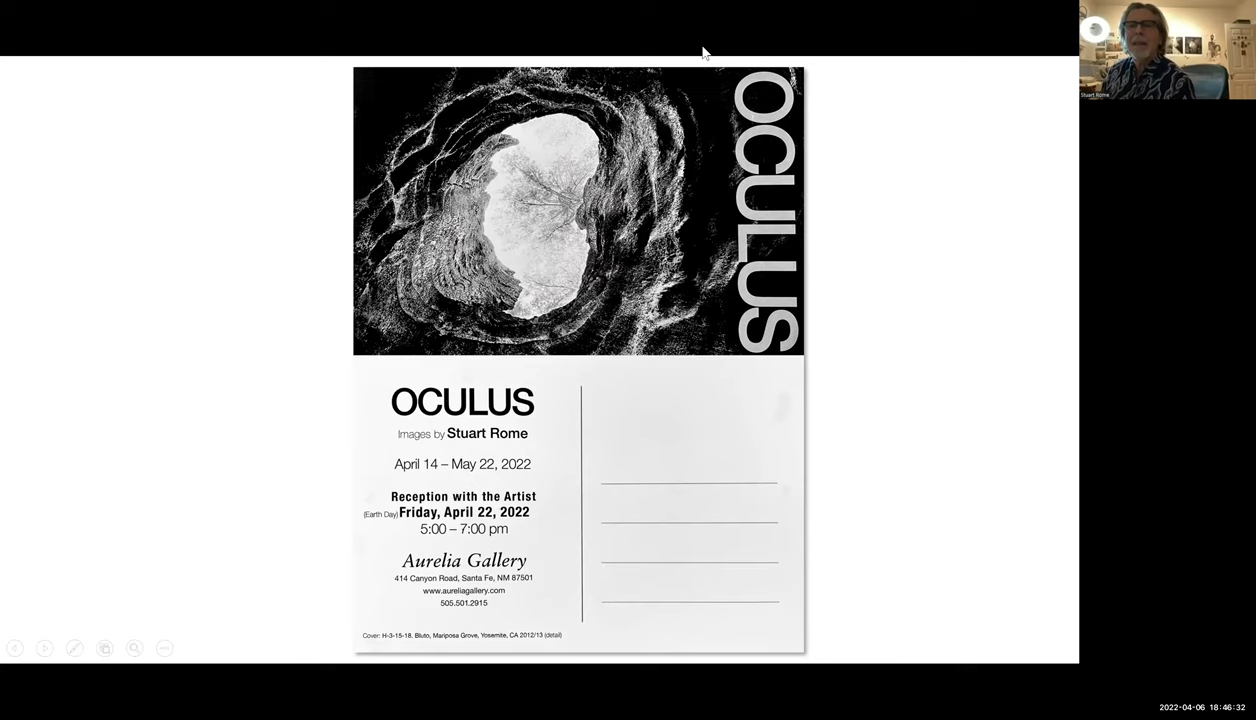 OCULUS
Stuart Rome
OCULUS
Images by Stuart Rome
April 14 – May 22, 2022
Reception with the Artist
(Earth Day) Friday, April 22, 2022
5:00 – 7:00 pm
Aurelia Gallery
414 Canyon Road, Santa Fe, NM 87501
www.aureliagallery.com
505.501.2915
Cover: H-3-15-18. Bluto, Mariposa Grove, Yosemite, CA 2012/13 (detail)
2022-04-06 18:46:32